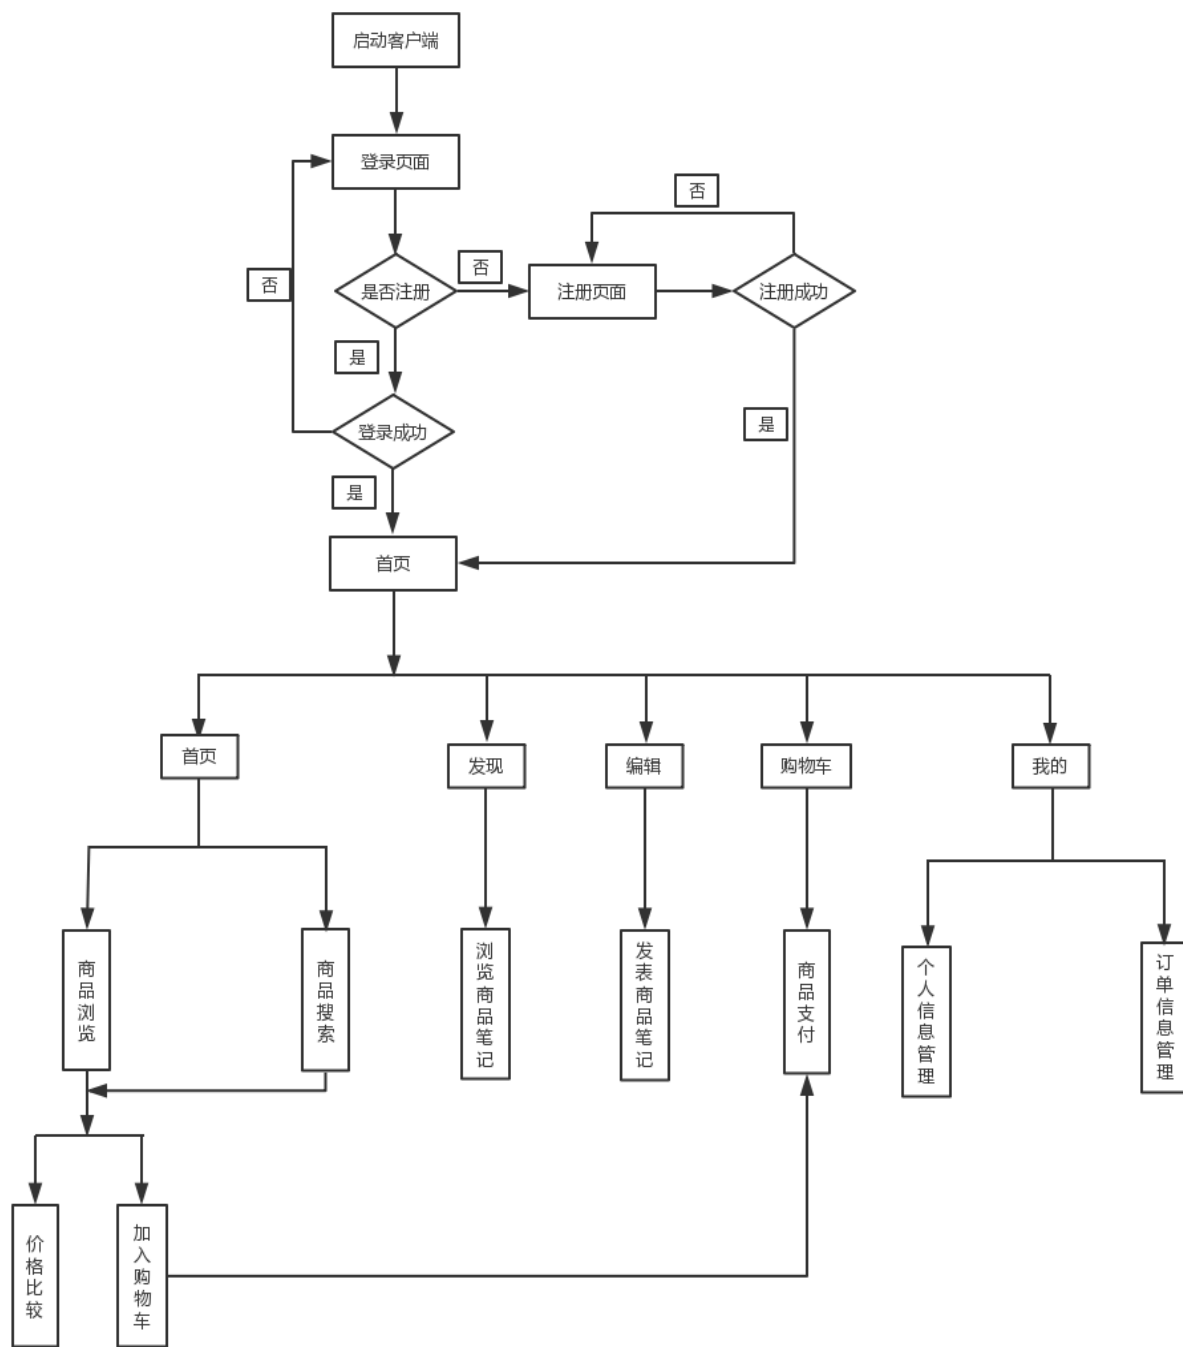 启动客户端
登录页面
否
否
否
是否注册
注册页面
注册成功
是
登录成功
是
是
首页
首页
发现
编辑
购物车
我的
商品浏览
商品搜索
浏览商品笔记
发表商品笔记
商品支付
个人信息管理
订单信息管理
价格比较
加入购物车